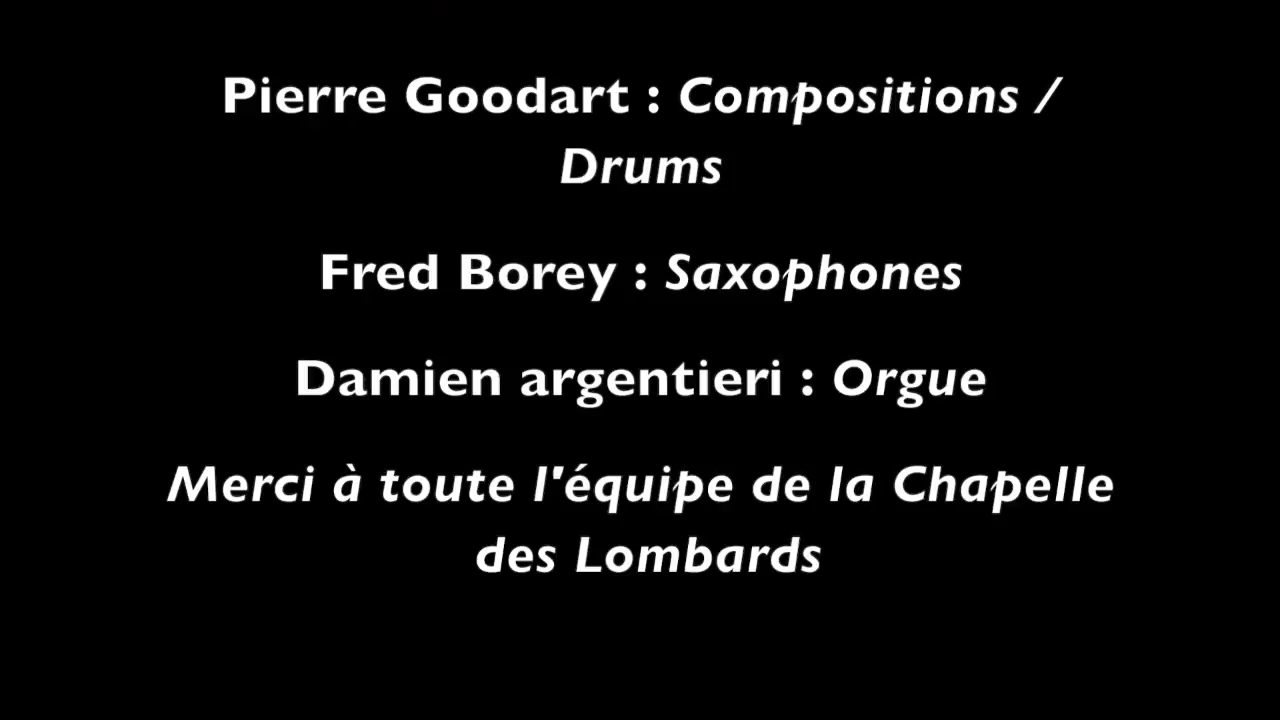 Pierre Goodart : Compositions /
Drums
Fred Borey : Saxophones
Damien argentieri : Orgue
Merci à toute l'équipe de la Chapelle
des Lombards